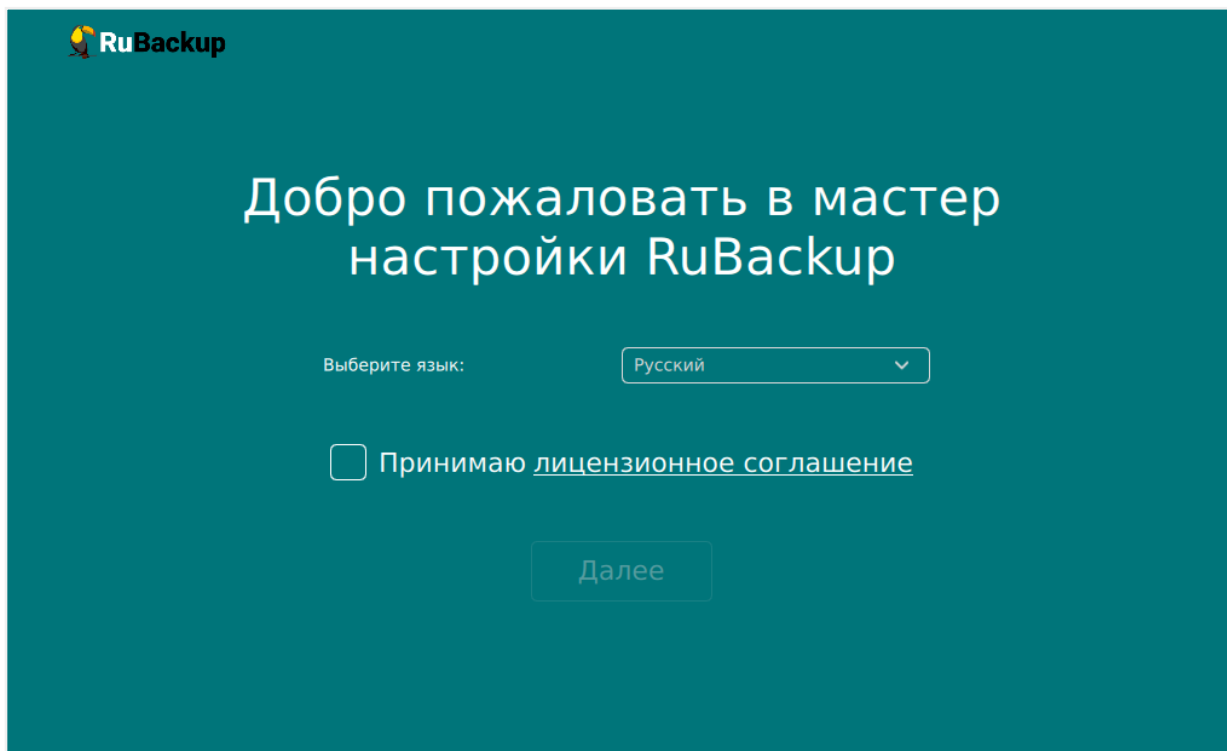 RuBackup
Добро пожаловать в мастер
настройки RuBackup
Выберите язык:
Русский
Принимаю лицензионное соглашение
Далее